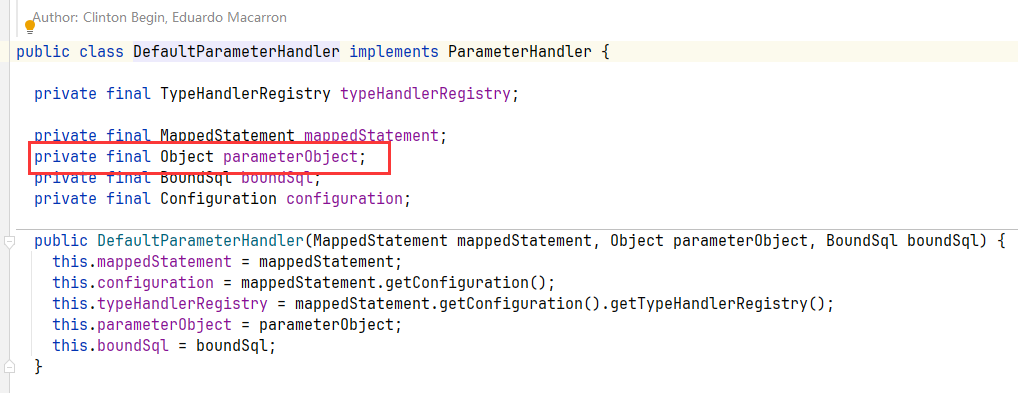 Author: Clinton Begin, Eduardo Macarron
public class DefaultParameterHandler implements ParameterHandler {
private final TypeHandlerRegistry typeHandlerRegistry;
private final MappedStatement mappedStatement;
private final Object parameterObject;
private final BoundSql boundSql;
private final Configuration configuration;
public DefaultParameterHandler(MappedStatement mappedStatement, Object parameterObject, BoundSql boundSql) {
this.mappedStatement = mappedStatement;
this.configuration = mappedStatement.getConfiguration();
this.typeHandlerRegistry = mappedStatement.getConfiguration().getTypeHandlerRegistry();
this.parameterObject = parameterObject;
this.boundSql = boundSql;
}